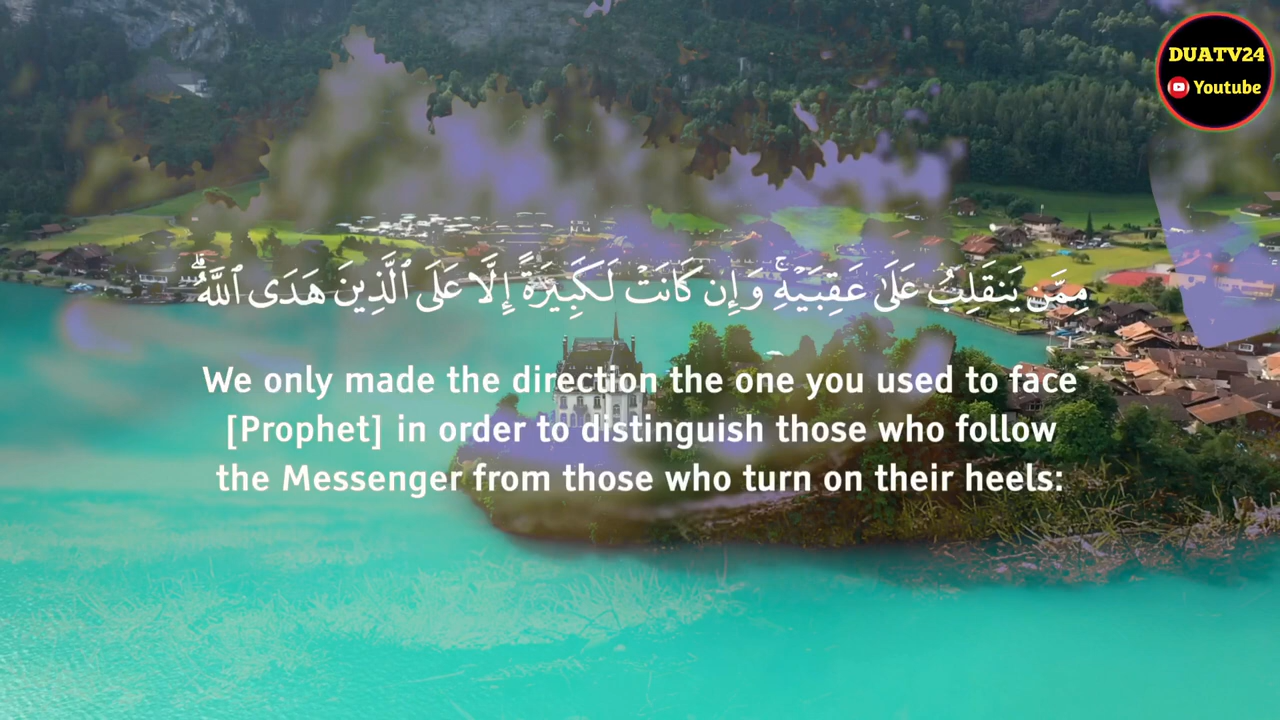 DUATV24
Youtube
مِمَّن يَنقَلِبُ عَلَىٰ عَقِبَيْهِ ۚ وَإِن كَانَتْ لَكَبِيرَةً إِلَّا عَلَى ٱلَّذِينَ هَدَى ٱللَّهُ ۗ
We only made the direction the one you used to face
[Prophet] in order to distinguish those who follow
the Messenger from those who turn on their heels: